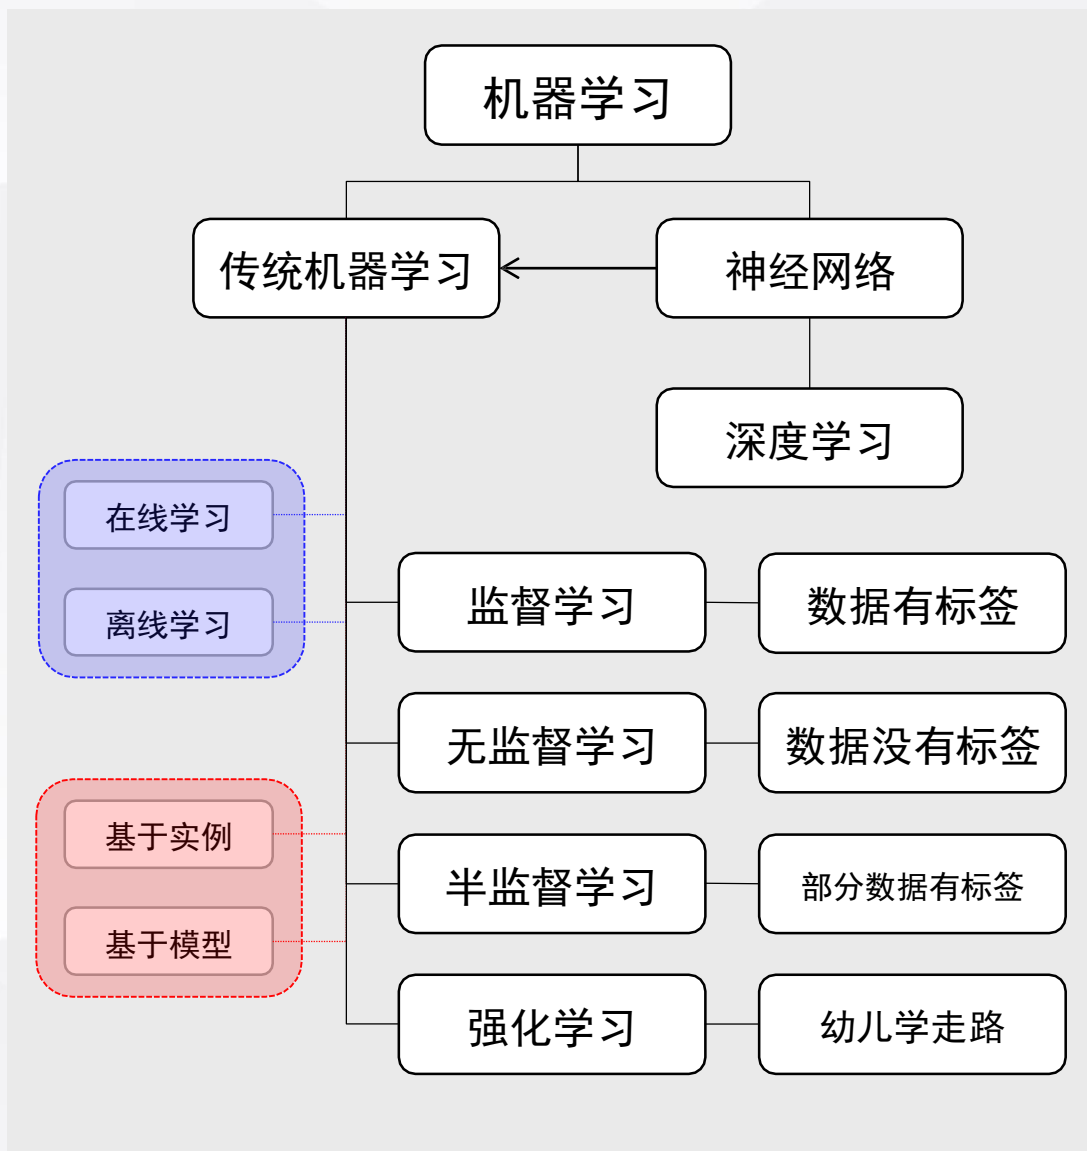 机器学习
传统机器学习
神经网络
深度学习
在线学习
离线学习
监督学习
数据有标签
无监督学习
数据没有标签
基于实例
基于模型
半监督学习
部分数据有标签
强化学习
幼儿学走路